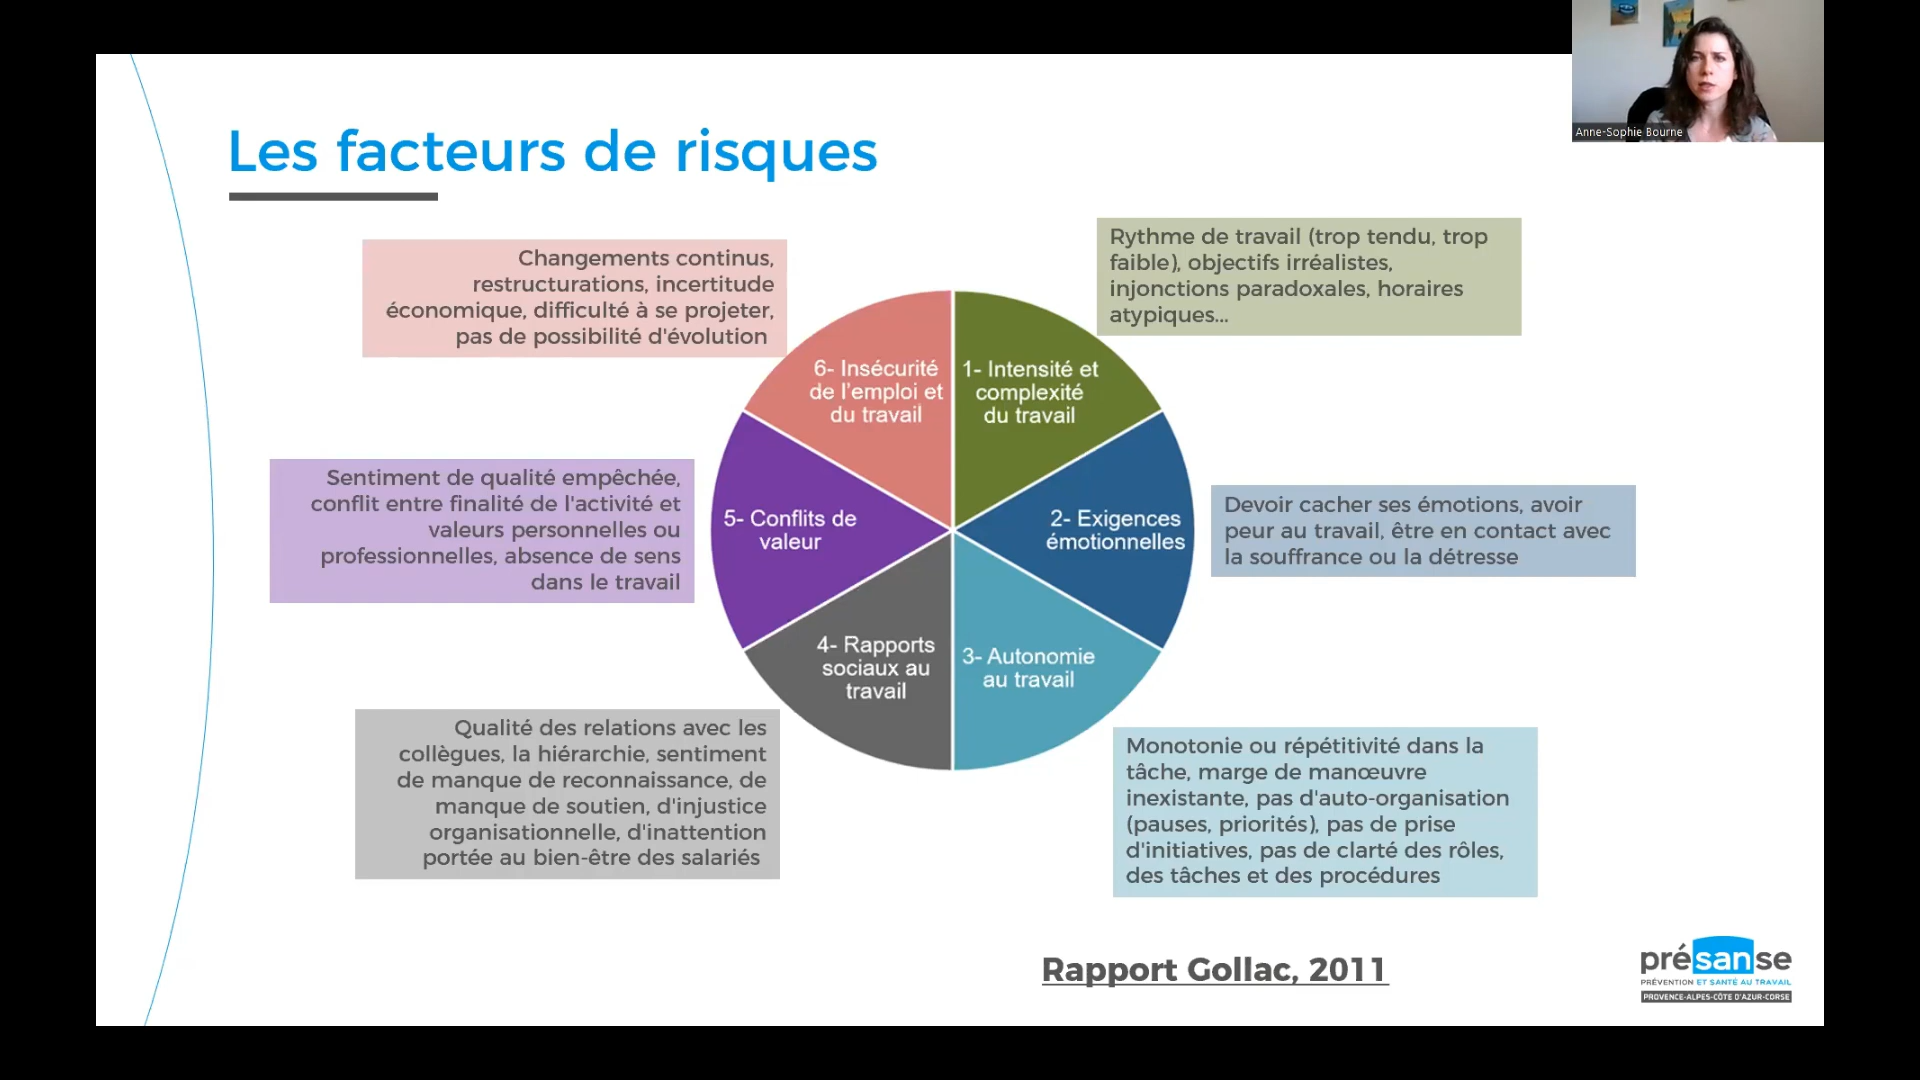 Anne-Sophie Bourne
Les facteurs de risques
Changements continus,
restructurations, incertitude
économique, difficulté à se projeter,
pas de possibilité d'évolution
Rythme de travail (trop tendu, trop
faible), objectifs irréalistes,
injonctions paradoxales, horaires
atypiques...
6- Insécurité
de l'emploi et
du travail
1- Intensité et
complexité
du travail
Sentiment de qualité empêchée,
conflit entre finalité de l'activité et
valeurs personnelles ou
professionnelles, absence de sens
dans le travail
5- Conflits de
valeur
2- Exigences
émotionnelles
Devoir cacher ses émotions, avoir
peur au travail, être en contact avec
la souffrance ou la détresse
4- Rapports
sociaux au
travail
3- Autonomie
au travail
Qualité des relations avec les
collègues, la hiérarchie, sentiment
de manque de reconnaissance, de
manque de soutien, d'injustice
organisationnelle, d'inattention
portée au bien-être des salariés
Monotonie ou répétitivité dans la
tâche, marge de manœuvre
inexistante, pas d'auto-organisation
(pauses, priorités), pas de prise
d'initiatives, pas de clarté des rôles,
des tâches et des procédures
Rapport Gollac, 2011
présanse
PRÉVENTION ET SANTÉ AU TRAVAIL
PROVENCE-ALPES-CÔTE D'AZUR-CORSE